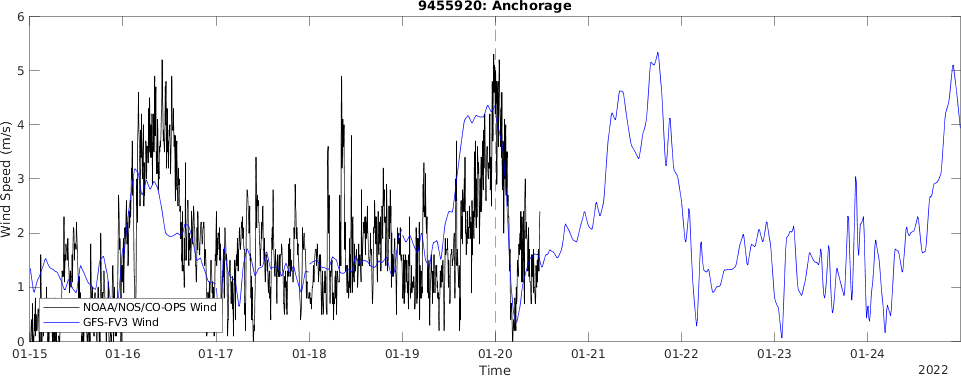 9455920: Anchorage
6
5
4
3
2
1
0
Wind Speed (m/s)
NOAA/NOS/CO-OPS Wind
GFS-FV3 Wind
01-15 01-16 01-17 01-18 01-19 01-20 01-21 01-22 01-23 01-24
Time
2022